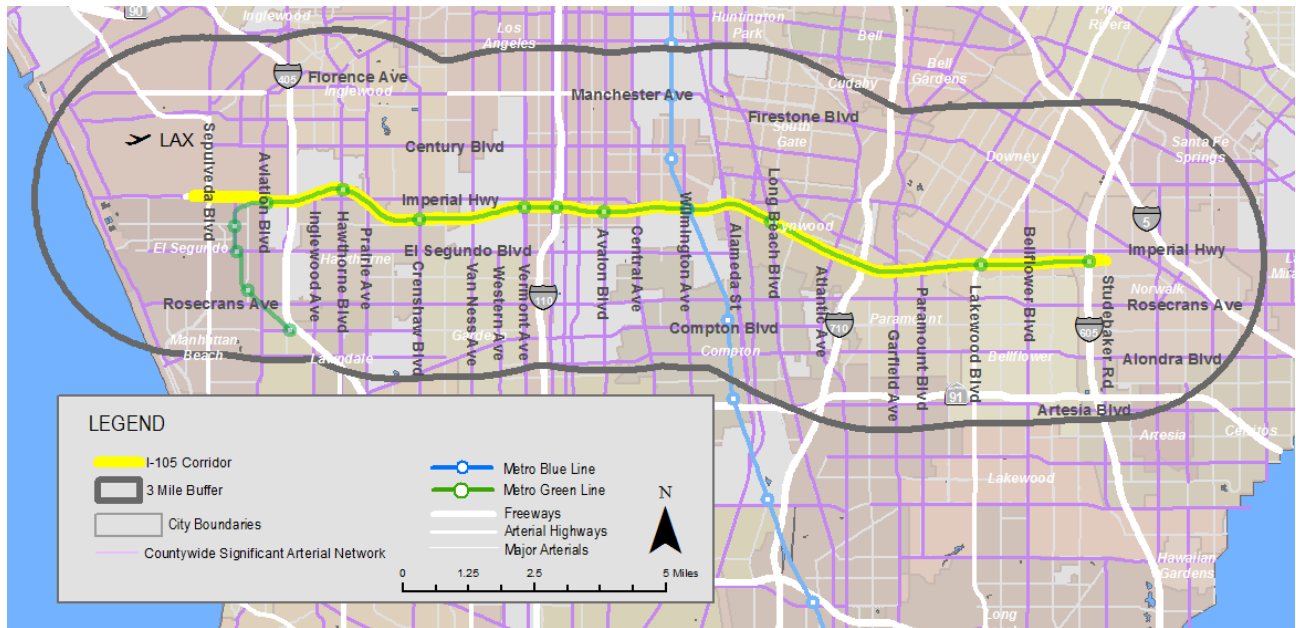 90
Inglewood
Los
Angeles
Huntington
Park
Pico
Rivera
Bell
Bell
Gardens
405
Florence Ave
Inglewood
Manchester Ave
Cudahy
Firestone Blvd
South
Gate
LAX
Century Blvd
Downey
Santa Fe
Springs
Sepulveda Blvd
Aviation Blvd
Imperial Hwy
Wilmington Ave
Long Beach Blvd
Lynwood
5
El Segundo
El Segundo Blvd
Inglewood Ave
Hawthorne Blvd
Hawthorne
Prairie Ave
Crenshaw Blvd
Van Ness Ave
Western Ave
Vermont Ave
110
Avalon Blvd
Central Ave
Alameda St
Atlantic Ave
710
Garfield Ave
Paramount Blvd
Lakewood Blvd
Bellflower Blvd
Studebaker Rd
Imperial Hwy
La
Mirada
Norwalk
Rosecrans Ave
Rosecrans Ave
Manhattan
Beach
Lawndale
Gardena
Compton Blvd
Compton
Paramount
Bellflower
605
Alondra Blvd
91
Artesia Blvd
Artesia
Cerritos
Lakewood
Hawaiian
Gardens
Long
LEGEND
I-105 Corridor
3 Mile Buffer
City Boundaries
Countywide Significant Arterial Network
Metro Blue Line
Metro Green Line
Freeways
Arterial Highways
Major Arterials
N
0 1.25 2.5 5 Miles